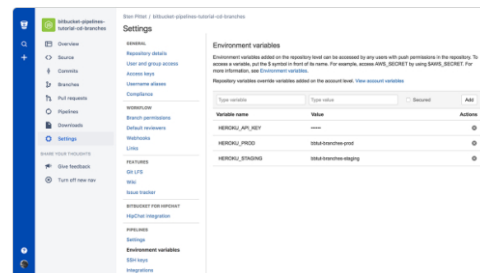 bitbucket-pipelines-
tutorial-cd-branches
Overview
Source
Commits
Branches
Pull requests
Pipelines
Downloads
Settings
SHARE YOUR THOUGHTS
Give feedback
Turn off new nav
Sten Pittet / bitbucket-pipelines-tutorial-cd-branches
Settings
GENERAL
Repository details
User and group access
Access keys
Username aliases
Compliance
WORKFLOW
Branch permissions
Default reviewers
Webhooks
Links
FEATURES
Git LFS
Wiki
Issue tracker
BITBUCKET FOR HIPCHAT
HipChat integration
PIPELINES
Settings
Environment variables
SSH keys
Integrations
Environment variables
Environment variables added on the repository level can be accessed by any users with push permissions in the repository. To
access a variable, put the $ symbol in front of its name. For example, access AWS_SECRET by using $AWS_SECRET. For
more information, see Environment variables.
Repository variables override variables added on the account level. View account variables
Type variable Type value Secured Add
Variable name Value Actions
HEROKU_API_KEY ••••••
HEROKU_PROD bbtut-branches-prod
HEROKU_STAGING bbtut-branches-staging